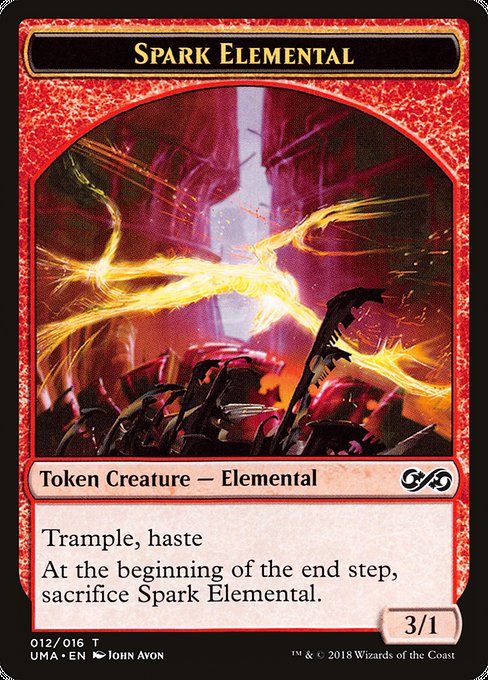 Spark Elemental
Token Creature — Elemental
Trample, haste
At the beginning of the end step,
sacrifice Spark Elemental.
3/1
012/016 T
UMA • EN John Avon
™ & © 2018 Wizards of the Coast